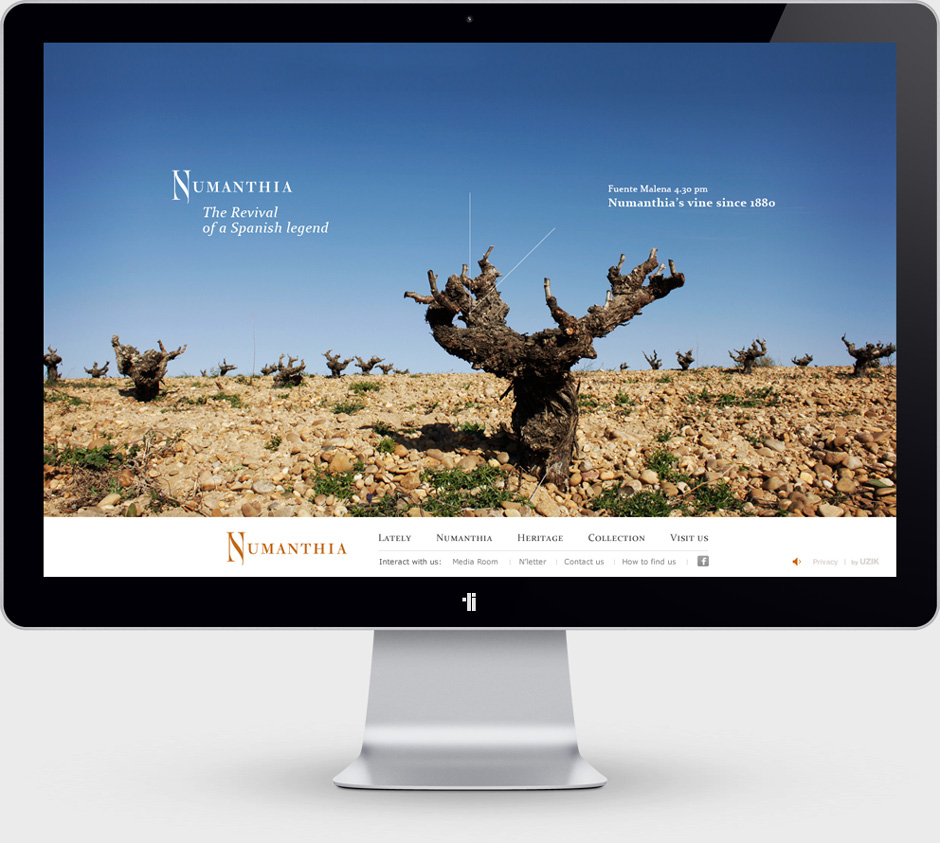 NUMANTHIA
The Revival
of a Spanish legend
Fuente Malena 4.30 pm
Numanthia's vine since 1880
NUMANTHIA
LATELY NUMANTHIA HERITAGE COLLECTION VISIT US
Interact with us: Media Room | N'letter | Contact us | How to find us | f
Privacy | by UZIK